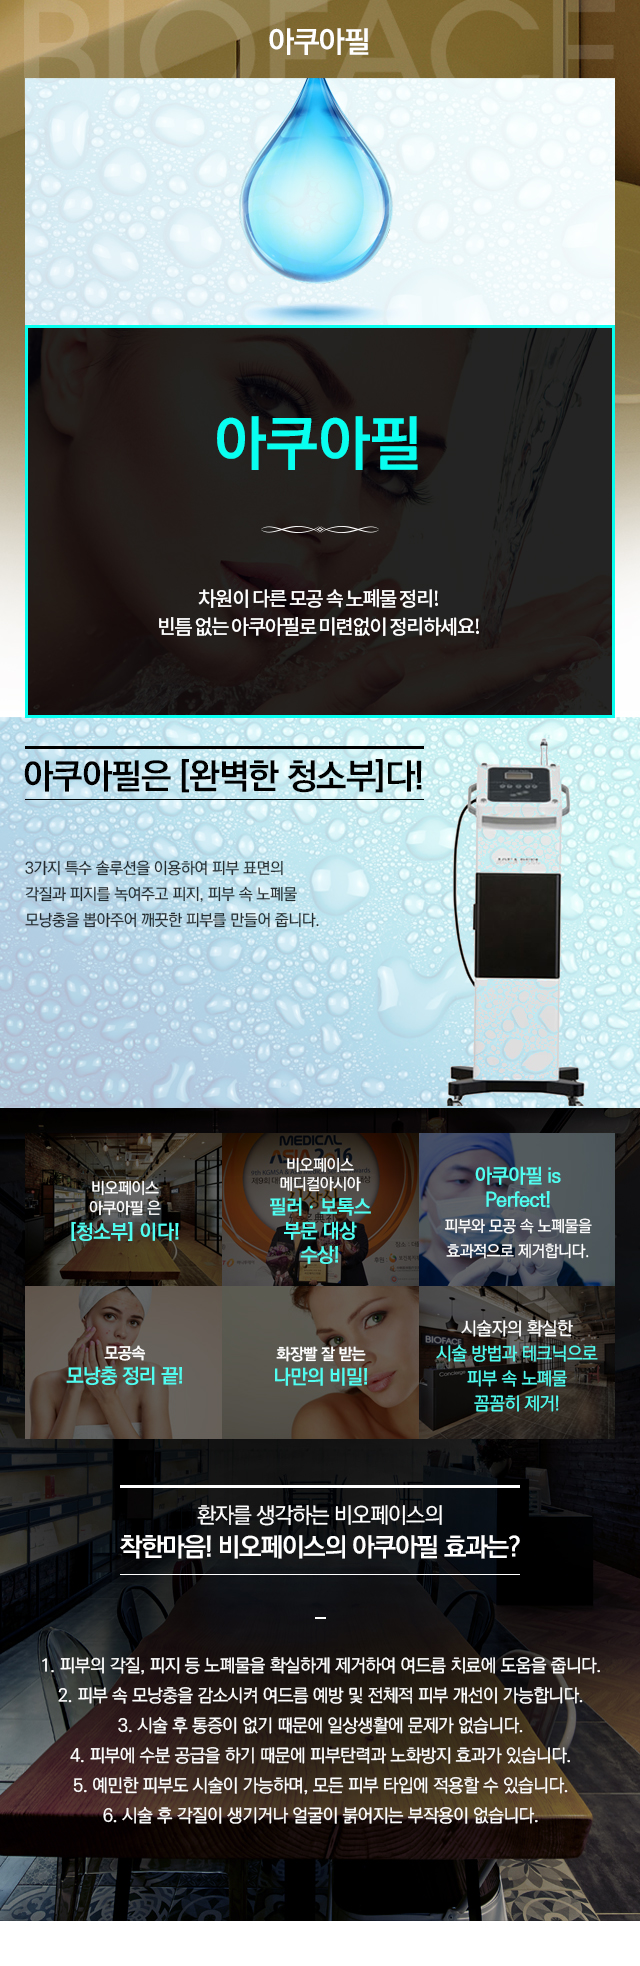 BIOFACE
아쿠아필
아쿠아필
차원이 다른 모공 속 노폐물 정리!
빈틈 없는 아쿠아필로 미련없이 정리하세요!
아쿠아필은 [완벽한 청소부]다!
3가지 특수 솔루션을 이용하여 피부 표면의
각질과 피지를 녹여주고 피지, 피부 속 노폐물
모낭충을 뽑아주어 깨끗한 피부를 만들어 줍니다.
비오페이스
아쿠아필 은
[청소부] 이다!
MEDICAL
ASIA 2016
비오페이스
메디컬아시아
필러·보톡스
부문 대상
수상!
아쿠아필 is
Perfect!
피부와 모공 속 노폐물을
효과적으로 제거합니다.
모공속
모낭충 정리 끝!
화장빨 잘 받는
나만의 비밀!
BIOFACE
시술자의 확실한
시술 방법과 테크닉으로
피부 속 노폐물
꼼꼼히 제거!
환자를 생각하는 비오페이스의
착한마음! 비오페이스의 아쿠아필 효과는?
1. 피부의 각질, 피지 등 노폐물을 확실하게 제거하여 여드름 치료에 도움을 줍니다.
2. 피부 속 모낭충을 감소시켜 여드름 예방 및 전체적 피부 개선이 가능합니다.
3. 시술 후 통증이 없기 때문에 일상생활에 문제가 없습니다.
4. 피부에 수분 공급을 하기 때문에 피부탄력과 노화방지 효과가 있습니다.
5. 예민한 피부도 시술이 가능하며, 모든 피부 타입에 적용할 수 있습니다.
6. 시술 후 각질이 생기거나 얼굴이 붉어지는 부작용이 없습니다.